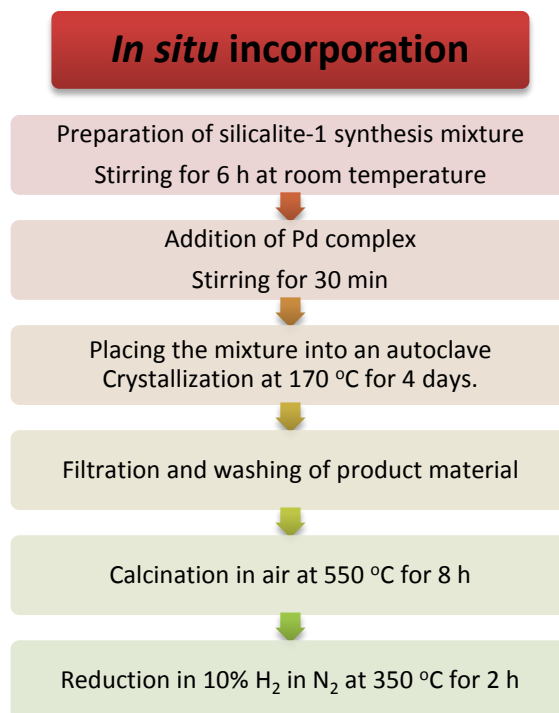 In situ incorporation
Preparation of silicalite-1 synthesis mixture
Stirring for 6 h at room temperature
Addition of Pd complex
Stirring for 30 min
Placing the mixture into an autoclave
Crystallization at 170 °C for 4 days.
Filtration and washing of product material
Calcination in air at 550 °C for 8 h
Reduction in 10% H₂ in N₂ at 350 °C for 2 h